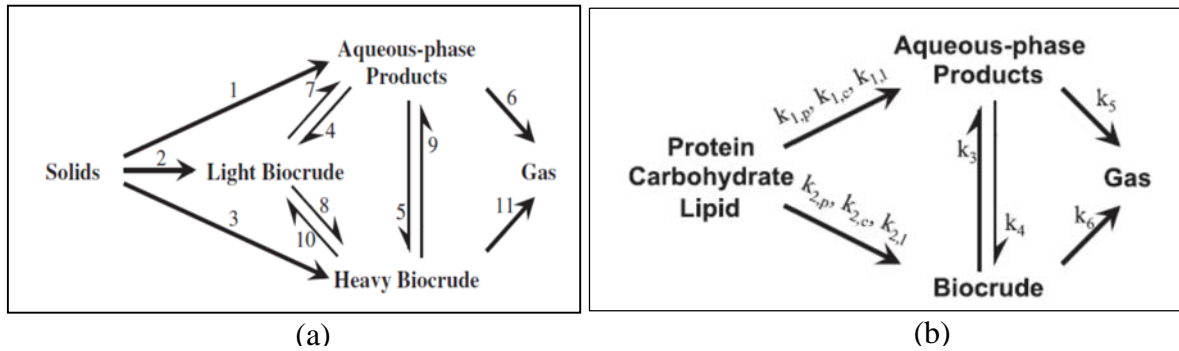 Aqueous-phase
Products
1
7
4
6
2
Solids
Light Biocrude
9
Gas
3
8
10
5
11
Heavy Biocrude
(a)
Aqueous-phase
Products
k1,p, k1,c, k1,l
k5
Protein
Carbohydrate
Lipid
k3
Gas
k2,p, k2,c, k2,l
k4
k6
Biocrude
(b)